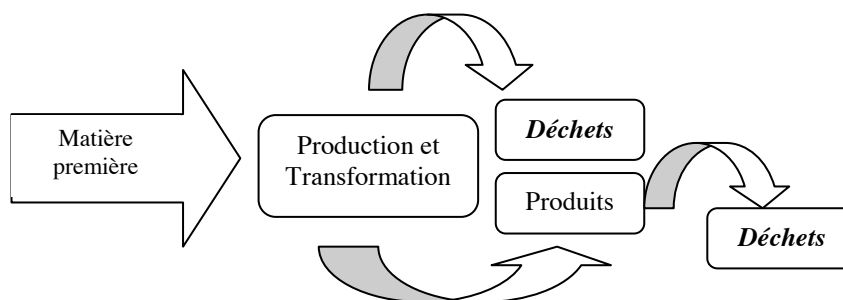 Matière
première
Production et
Transformation
Déchets
Produits
Déchets